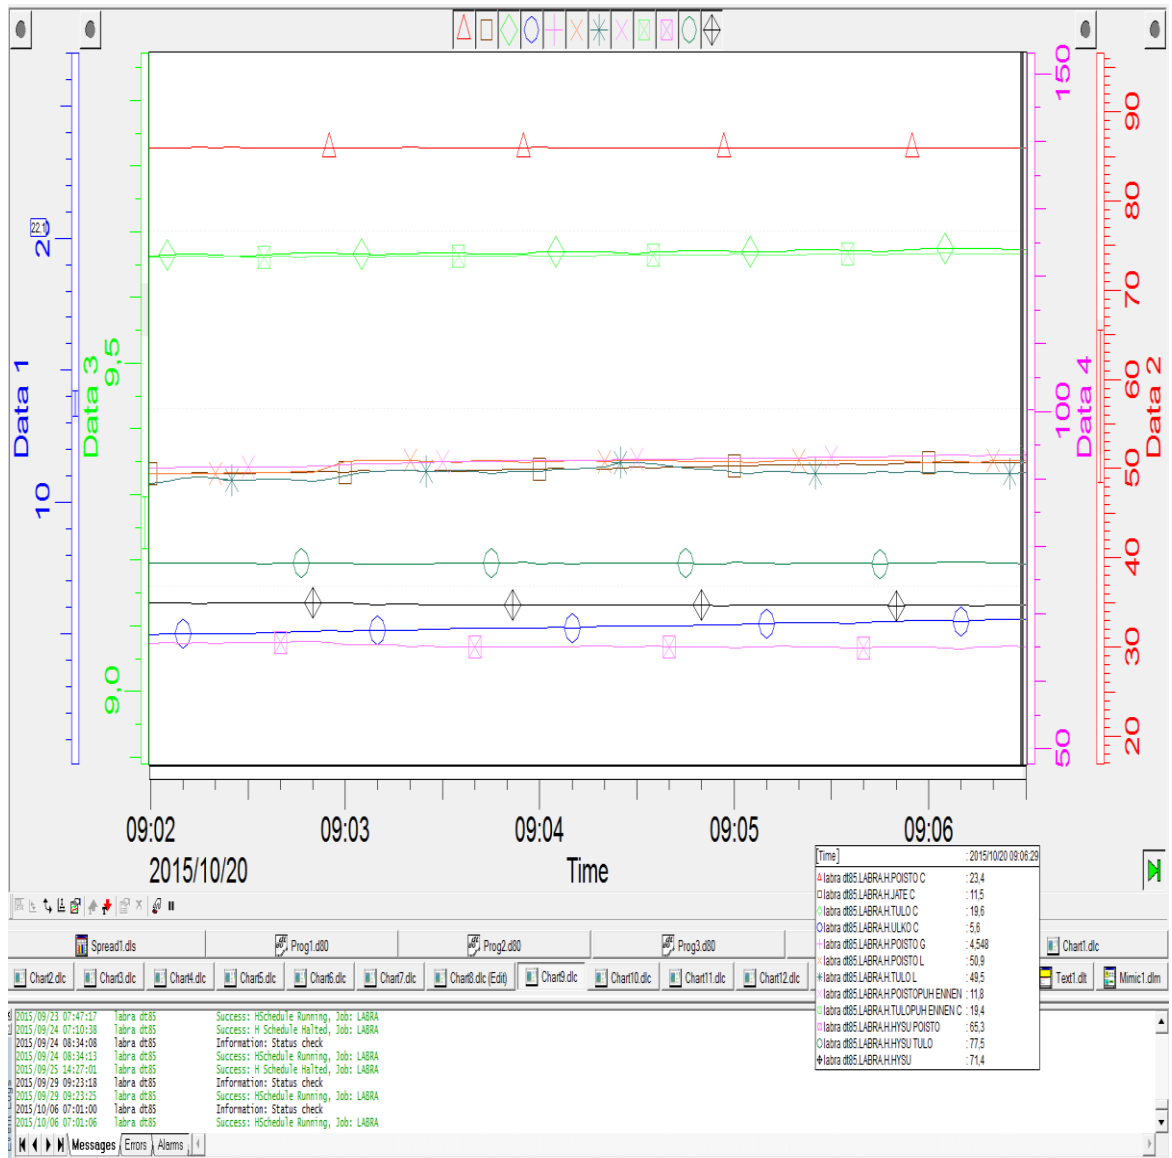 Data 1
20
22,1
10
Data 3
9,5
9,0
150
100
50
Data 4
90
80
70
60
50
40
30
20
Data 2
09:02
09:03
09:04
09:05
09:06
2015/10/20
Time
[Time] : 2015/10/20 09:06:29
labra dt85.LABRA.H.POISTO C : 23,4
labra dt85.LABRA.H.JATE C : 11,5
labra dt85.LABRA.H.TULO C : 19,6
labra dt85.LABRA.H.ULKO C : 5,6
labra dt85.LABRA.H.POISTO G : 4,548
labra dt85.LABRA.H.POISTO L : 50,9
labra dt85.LABRA.H.TULO L : 49,5
labra dt85.LABRA.H.POISTOPUH ENNEN : 11,8
labra dt85.LABRA.H.TULOPUH ENNEN C : 19,4
labra dt85.LABRA.H.HYSU POISTO : 65,3
labra dt85.LABRA.H.HYSU TULO : 77,5
labra dt85.LABRA.H.HYSU : 71,4
Spread1.dls Prog1.d80 Prog2.d80 Prog3.d80 Chart1.dlc
Chart2.dlc Chart3.dlc Chart4.dlc Chart5.dlc Chart6.dlc Chart7.dlc Chart8.dlc (Edit) Chart9.dlc Chart10.dlc Chart11.dlc Chart12.dlc Text1.dlt Mimic1.dlm
2015/09/23 07:47:17 labra dt85 Success: HSchedule Running, Job: LABRA
2015/09/24 07:10:38 labra dt85 Success: H Schedule Halted, Job: LABRA
2015/09/24 08:34:08 labra dt85 Information: Status check
2015/09/24 08:34:13 labra dt85 Success: HSchedule Running, Job: LABRA
2015/09/25 14:27:01 labra dt85 Success: H Schedule Halted, Job: LABRA
2015/09/29 09:23:18 labra dt85 Information: Status check
2015/09/29 09:23:25 labra dt85 Success: HSchedule Running, Job: LABRA
2015/10/06 07:01:00 labra dt85 Information: Status check
2015/10/06 07:01:06 labra dt85 Success: HSchedule Running, Job: LABRA
Messages Errors Alarms